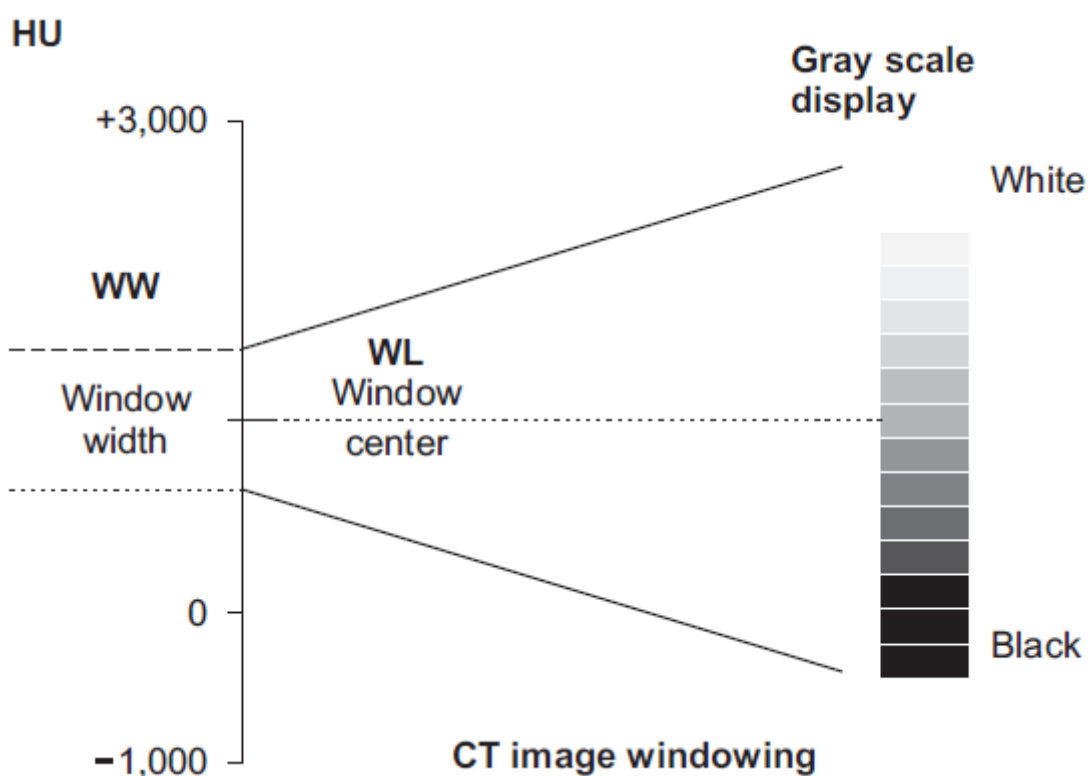 HU
Gray scale
display
+3,000
White
WW
WL
Window
center
Window
width
0
Black
−1,000
CT image windowing